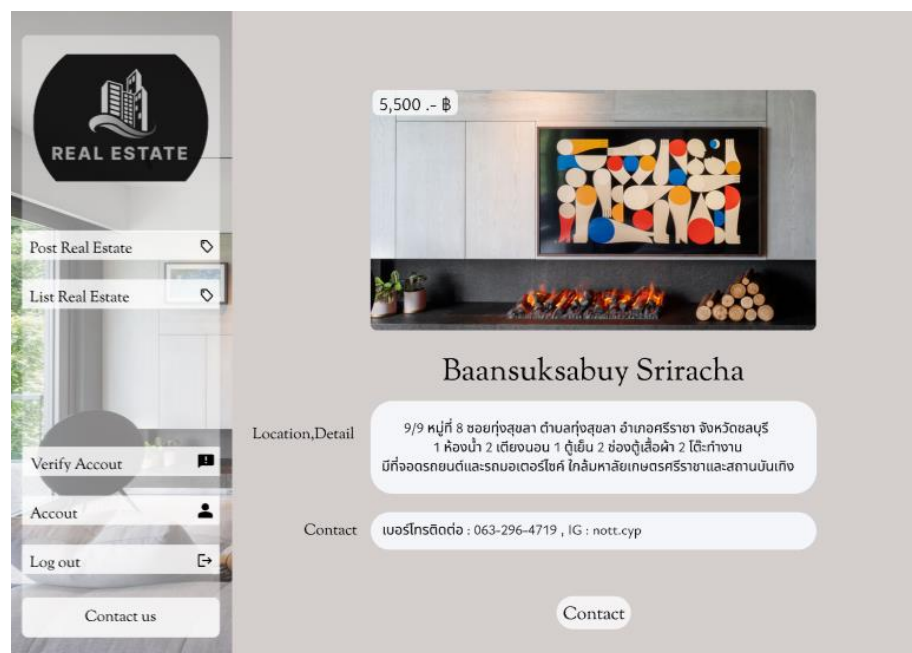 REAL ESTATE
Post Real Estate
List Real Estate
Verify Accout
Accout
Log out
Contact us
5,500 .- ฿
Baansuksabuy Sriracha
Location,Detail
9/9 หมู่ที่ 8 ซอยทุ่งสุขลา ตำบลทุ่งสุขลา อำเภอศรีราชา จังหวัดชลบุรี
1 ห้องน้ำ 2 เตียงนอน 1 ตู้เย็น 2 ช่องตู้เสื้อผ้า 2 โต๊ะทำงาน
มีที่จอดรถยนต์และรถมอเตอร์ไซค์ ใกล้มหาลัยเกษตรศรีราชาและสถานบันเทิง
Contact
เบอร์โทรติดต่อ : 063-296-4719 , IG : nott.cyp
Contact